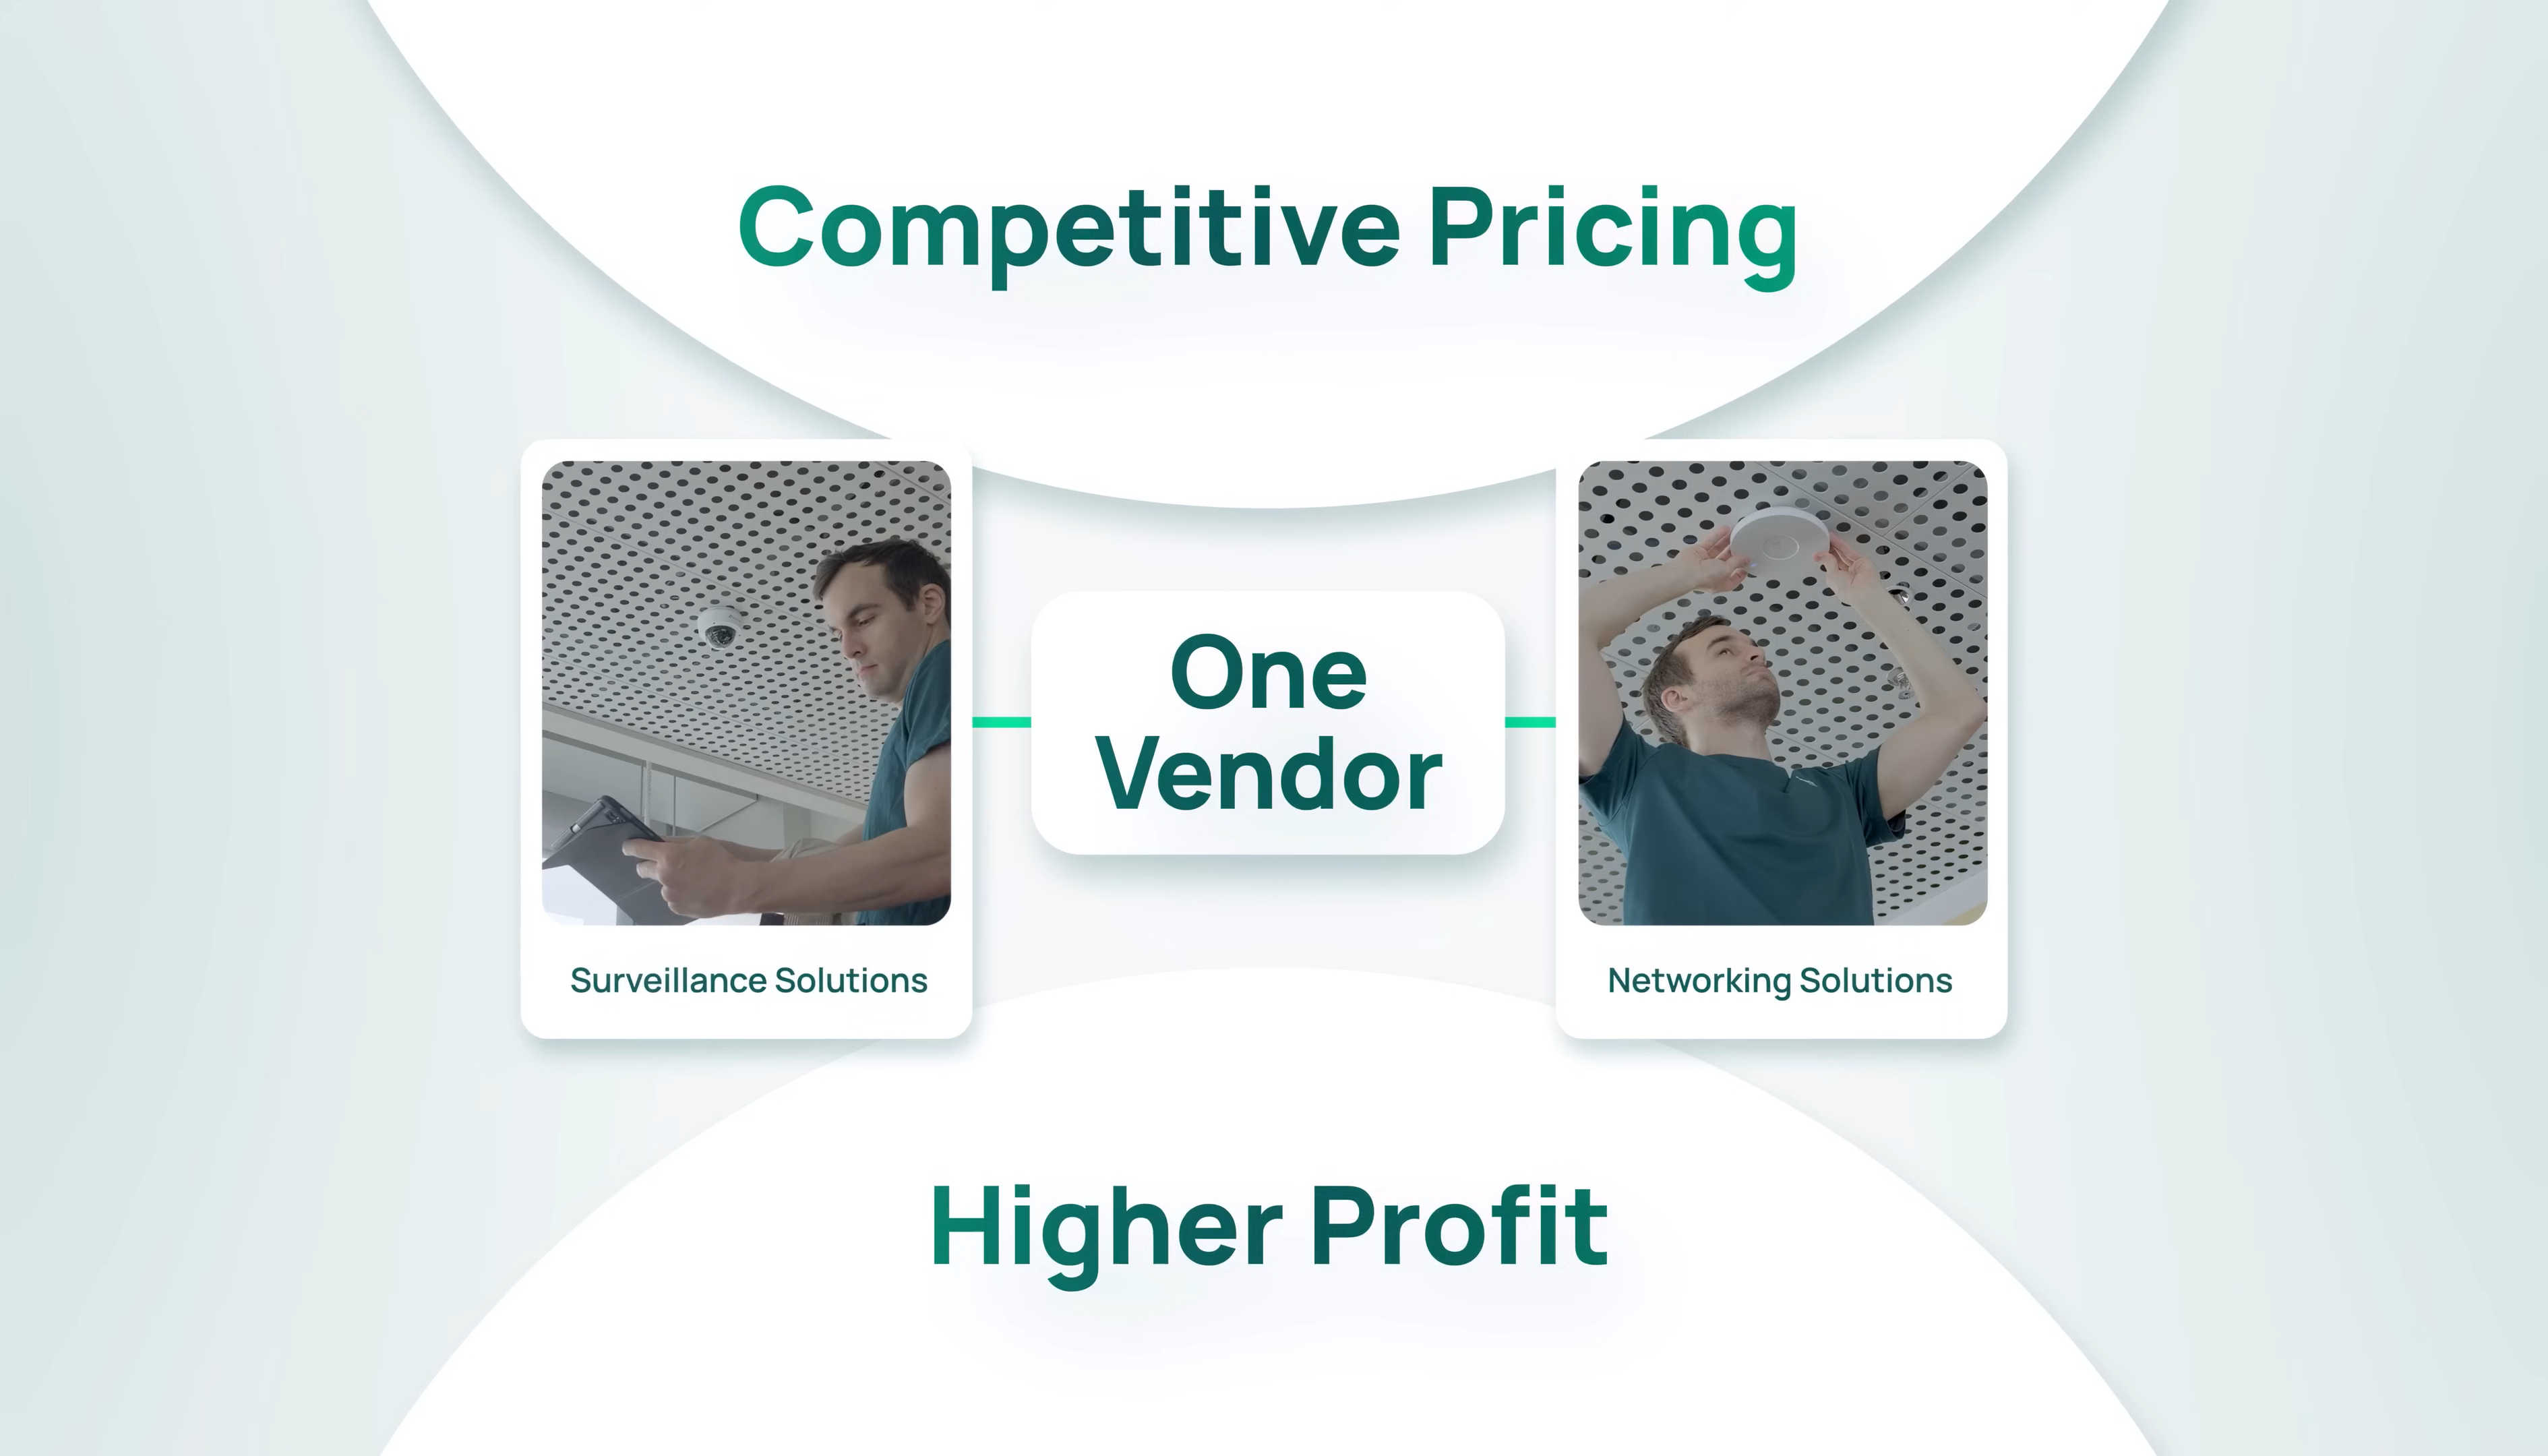 Competitive Pricing
One
Vendor
Surveillance Solutions
Networking Solutions
Higher Profit